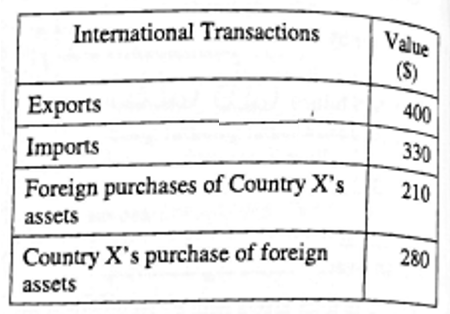 International Transactions
Value
($)
Exports
400
Imports
330
Foreign purchases of Country X's
assets
210
Country X's purchase of foreign
assets
280